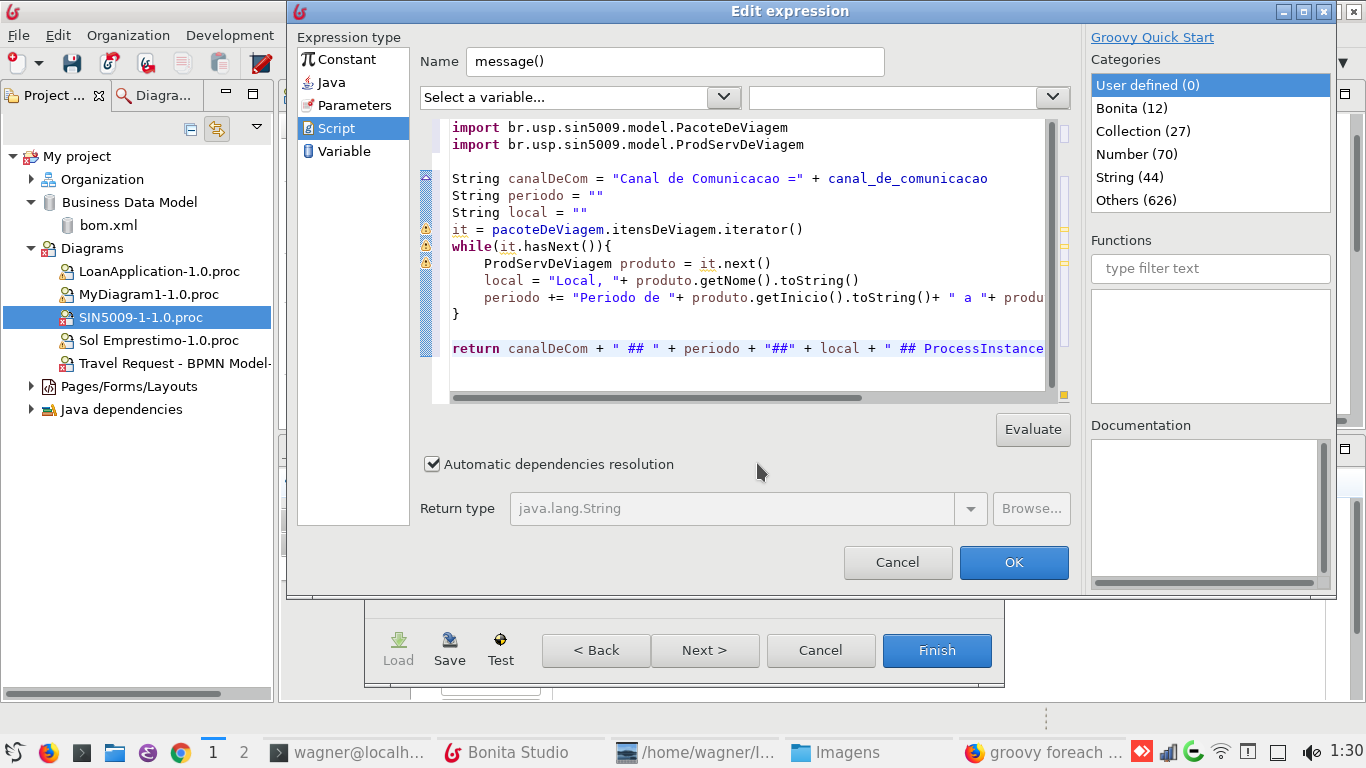 Edit expression
File Edit Organization Development
Project ...
Diagra...
My project
Organization
Business Data Model
bom.xml
Diagrams
LoanApplication-1.0.proc
MyDiagram1-1.0.proc
SIN5009-1-1.0.proc
Sol Emprestimo-1.0.proc
Travel Request - BPMN Model-
Pages/Forms/Layouts
Java dependencies
Expression type
Constant
Java
Parameters
Script
Variable
Name message()
Select a variable...
import br.usp.sin5009.model.PacoteDeViagem
import br.usp.sin5009.model.ProdServDeViagem
String canalDeCom = "Canal de Comunicacao =" + canal_de_comunicacao
String periodo = ""
String local = ""
it = pacoteDeViagem.itensDeViagem.iterator()
while(it.hasNext()){
ProdServDeViagem produto = it.next()
local = "Local, "+ produto.getNome().toString()
periodo += "Periodo de "+ produto.getInicio().toString()+ " a "+ produ
}
return canalDeCom + " ## " + periodo + "##" + local + " ## ProcessInstance
Evaluate
Automatic dependencies resolution
Return type java.lang.String Browse...
Cancel OK
Groovy Quick Start
Categories
User defined (0)
Bonita (12)
Collection (27)
Number (70)
String (44)
Others (626)
Functions
type filter text
Documentation
Load Save Test < Back Next > Cancel Finish
1 2 wagner@localh... Bonita Studio /home/wagner/I... Imagens groovy foreach ... 1:30